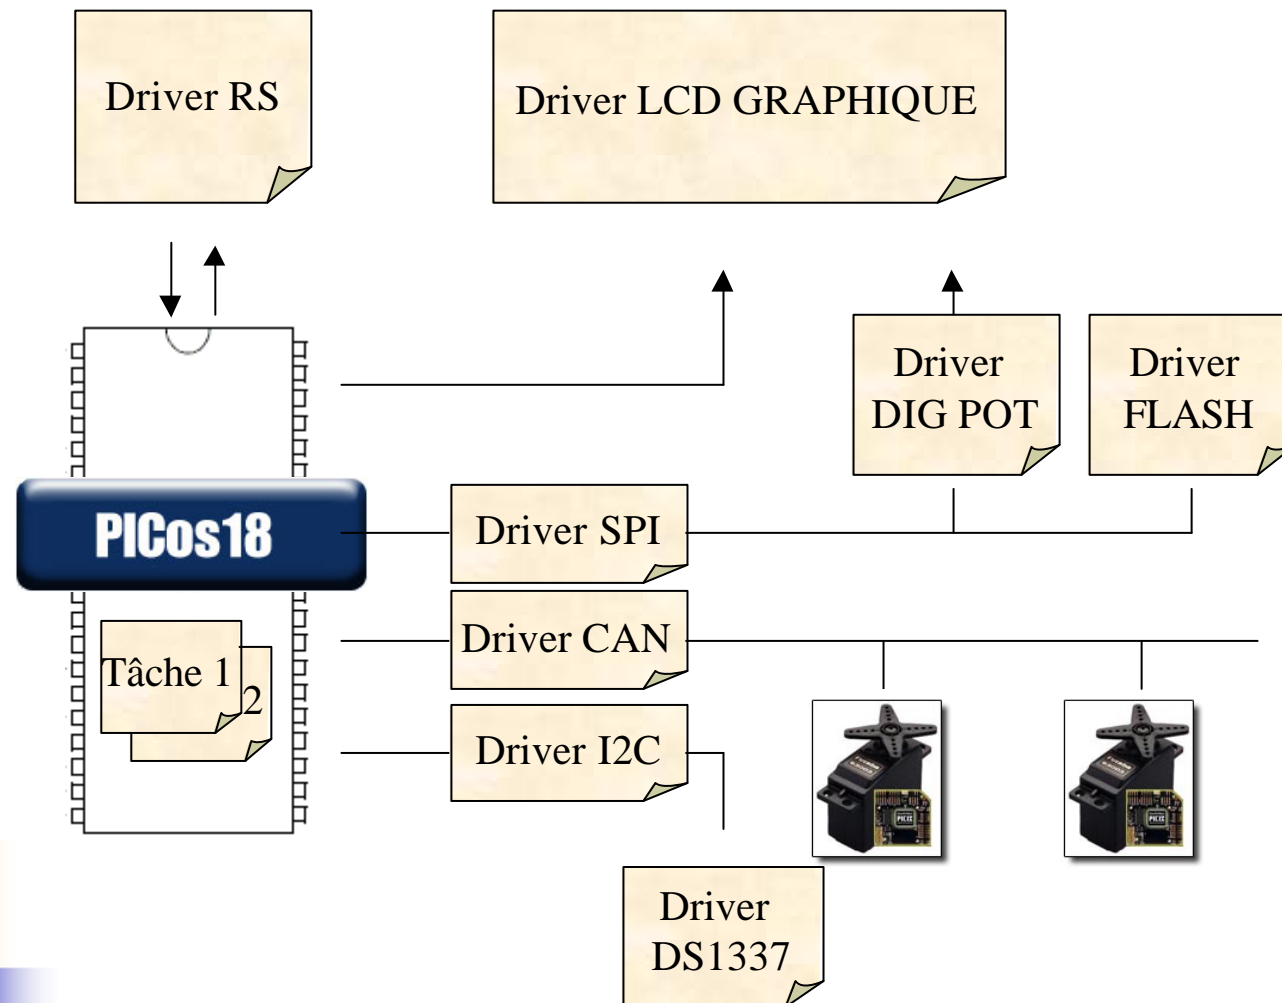 Driver RS
Driver LCD GRAPHIQUE
Driver
DIG POT
Driver
FLASH
PICos18
Driver SPI
Driver CAN
Tâche 1
2
Driver I2C
Driver
DS1337